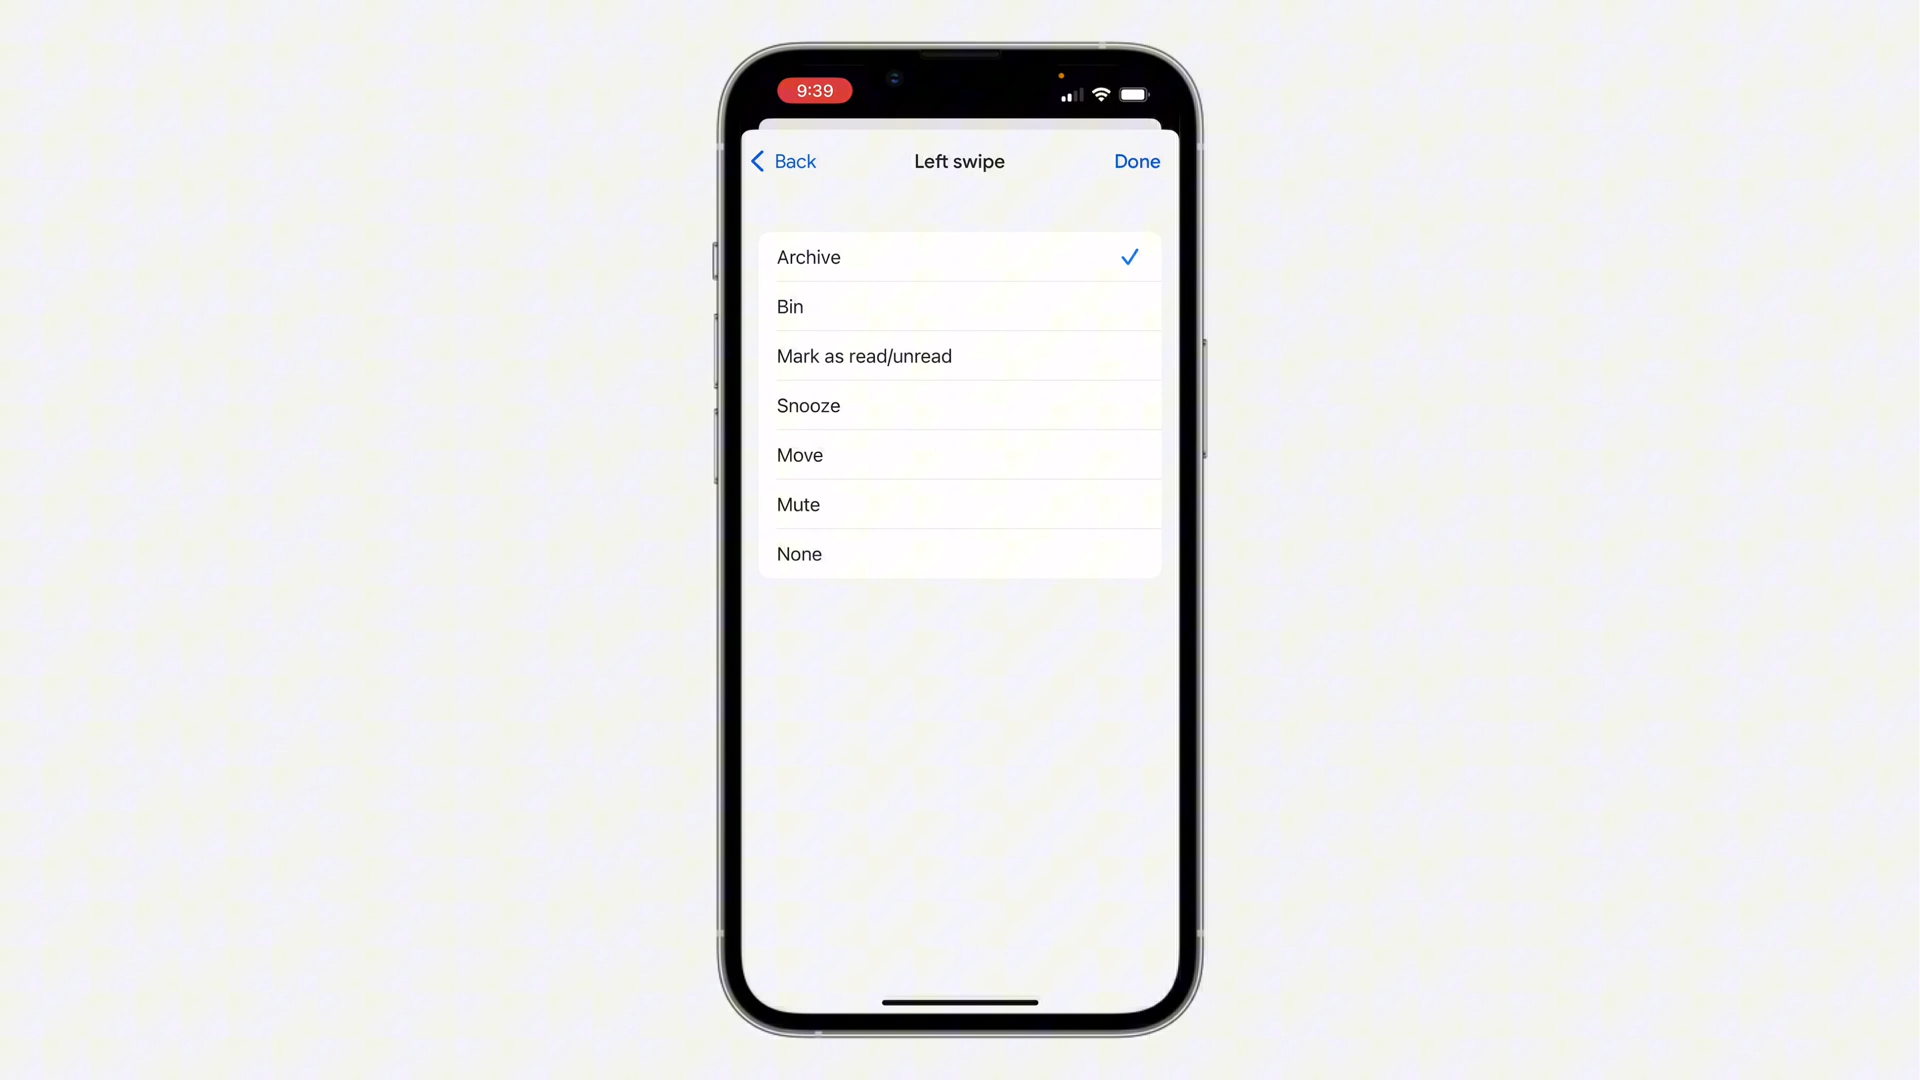 9:39
Back
Left swipe
Done
Archive
Bin
Mark as read/unread
Snooze
Move
Mute
None